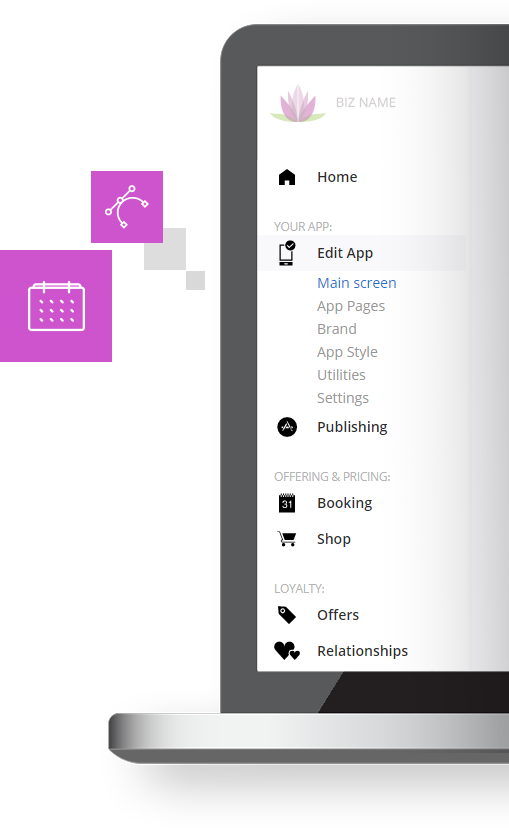 BIZ NAME
Home
YOUR APP:
Edit App
Main screen
App Pages
Brand
App Style
Utilities
Settings
Publishing
OFFERING & PRICING:
31
Booking
Shop
LOYALTY:
Offers
Relationships